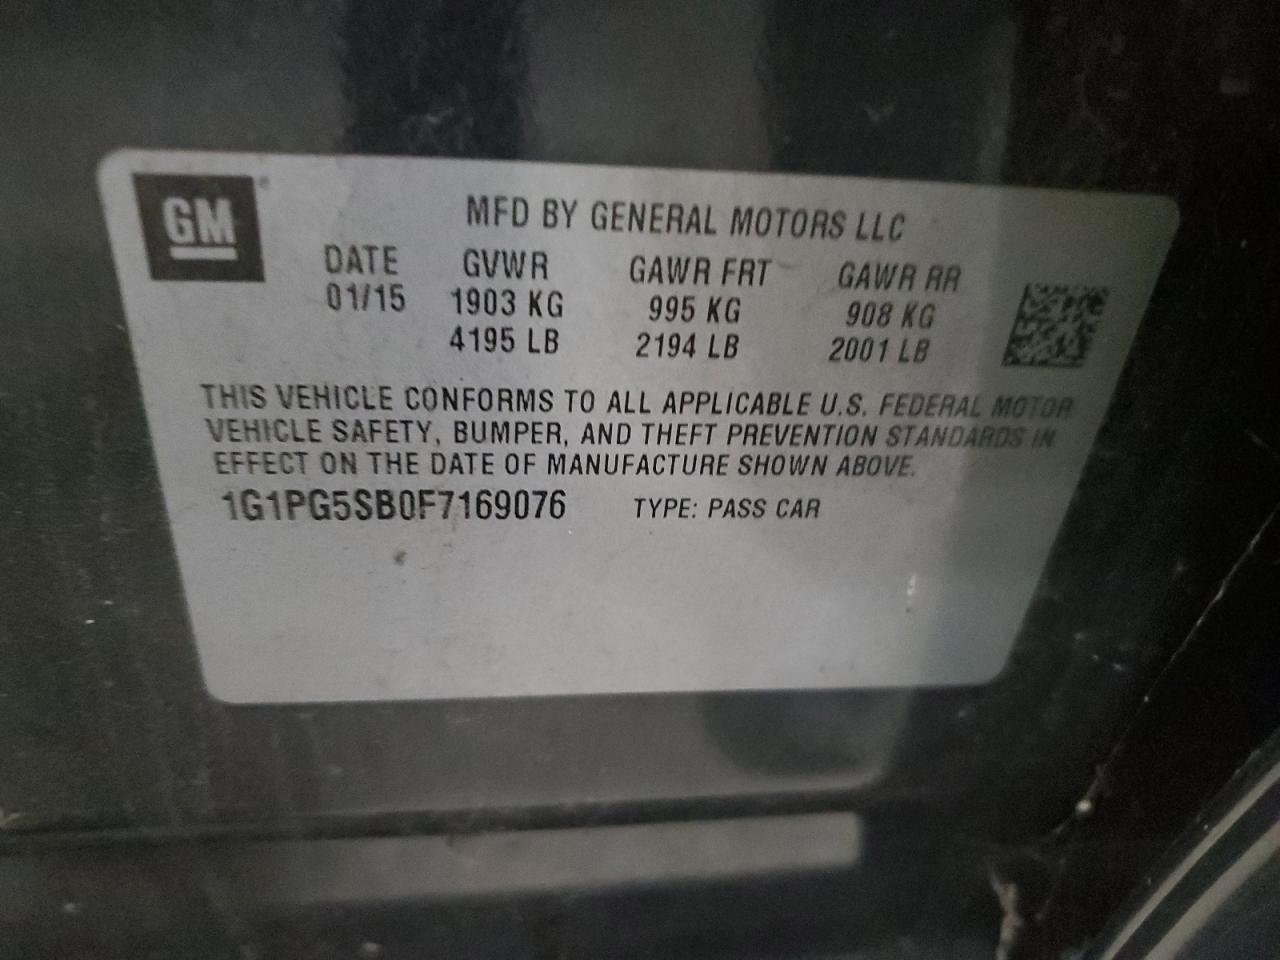 GM
MFD BY GENERAL MOTORS LLC
DATE GVWR GAWR FRT GAWR RR
01/15 1903 KG 995 KG 908 KG
4195 LB 2194 LB 2001 LB
THIS VEHICLE CONFORMS TO ALL APPLICABLE U.S. FEDERAL MOTOR
VEHICLE SAFETY, BUMPER, AND THEFT PREVENTION STANDARDS IN
EFFECT ON THE DATE OF MANUFACTURE SHOWN ABOVE.
1G1PG5SB0F7169076 TYPE: PASS CAR